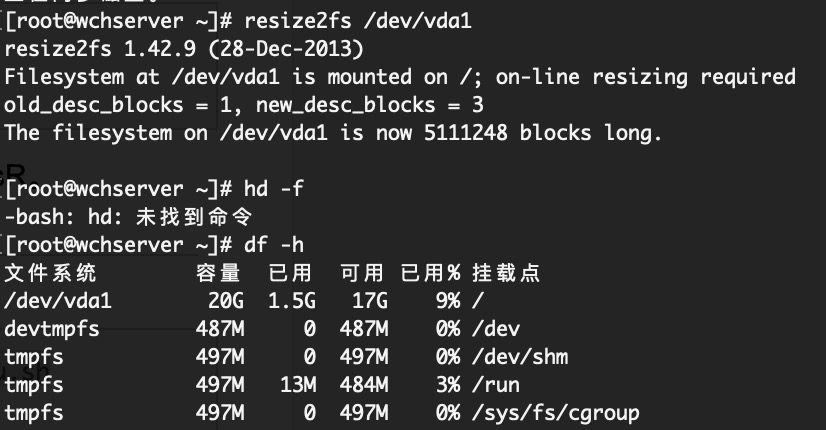 [root@wchserver ~]# resize2fs /dev/vda1
resize2fs 1.42.9 (28-Dec-2013)
Filesystem at /dev/vda1 is mounted on /; on-line resizing required
old_desc_blocks = 1, new_desc_blocks = 3
The filesystem on /dev/vda1 is now 5111248 blocks long.
[root@wchserver ~]# hd -f
-bash: hd: 未找到命令
[root@wchserver ~]# df -h
文件系统 容量 已用 可用 已用% 挂载点
/dev/vda1 20G 1.5G 17G 9% /
devtmpfs 487M 0 487M 0% /dev
tmpfs 497M 0 497M 0% /dev/shm
tmpfs 497M 13M 484M 3% /run
tmpfs 497M 0 497M 0% /sys/fs/cgroup